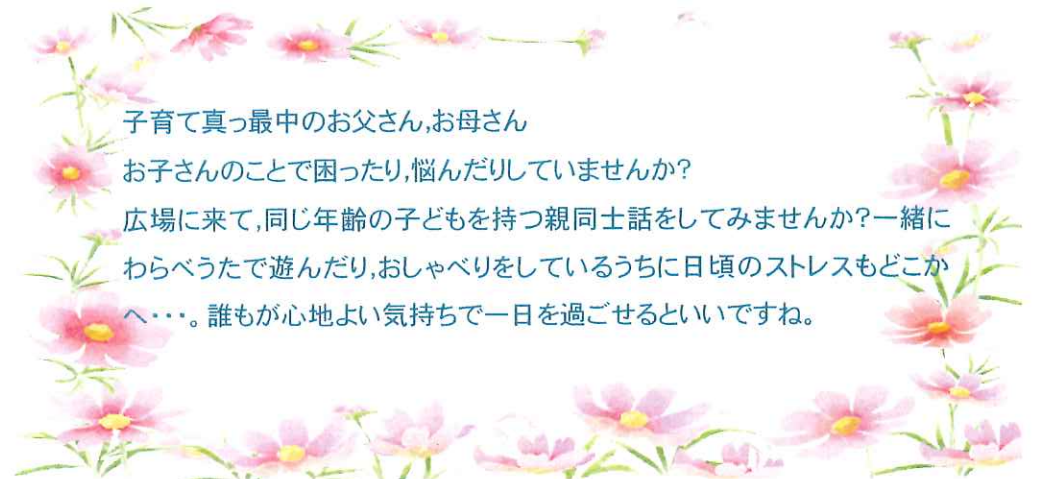 子育て真っ最中のお父さん,お母さん
お子さんのことで困ったり,悩んだりしていませんか?
広場に来て,同じ年齢の子どもを持つ親同士話をしてみませんか?一緒に
わらべうたで遊んだり,おしゃべりをしているうちに日頃のストレスもどこか
へ・・・。誰もが心地よい気持ちで一日を過ごせるといいですね。